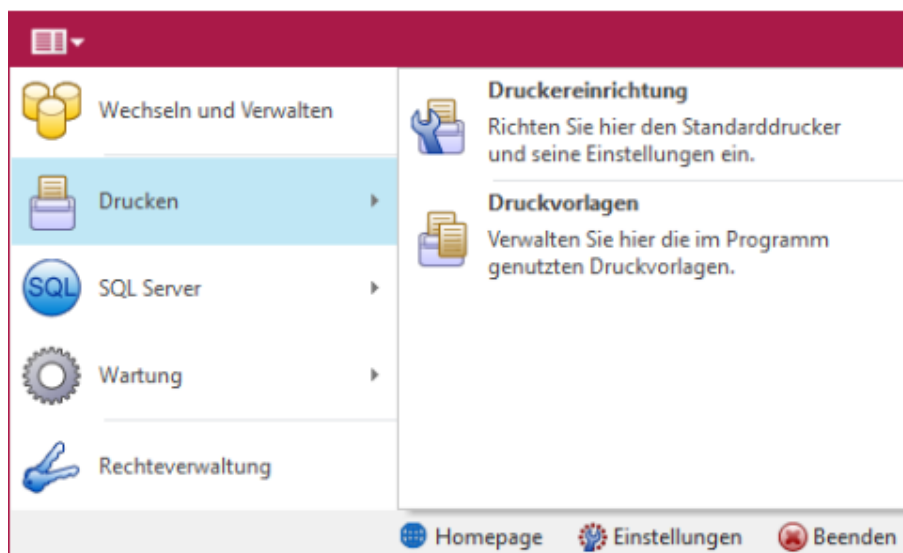 Wechseln und Verwalten
Drucken
SQL
SQL Server
Wartung
Rechteverwaltung
Druckereinrichtung
Richten Sie hier den Standarddrucker
und seine Einstellungen ein.
Druckvorlagen
Verwalten Sie hier die im Programm
genutzten Druckvorlagen.
Homepage
Einstellungen
Beenden